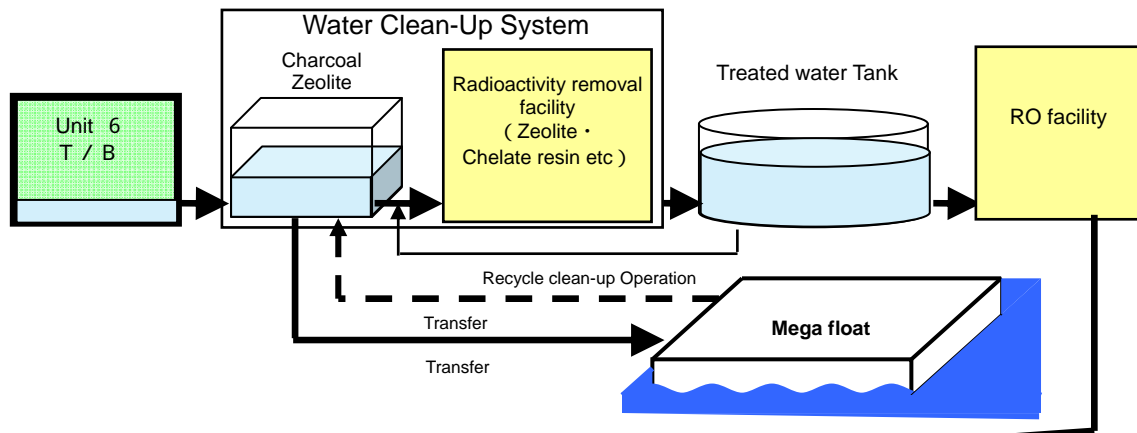 Water Clean-Up System
Charcoal
Zeolite
Radioactivity removal
facility
（Zeolite・
Chelate resin etc）
Treated water Tank
RO facility
Unit 6
T / B
Recycle clean-up Operation
Transfer
Mega float
Transfer